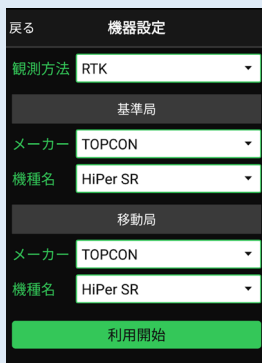 戻る 機器設定
観測方法 RTK
基準局
メーカー TOPCON
機種名 HiPer SR
移動局
メーカー TOPCON
機種名 HiPer SR
利用開始